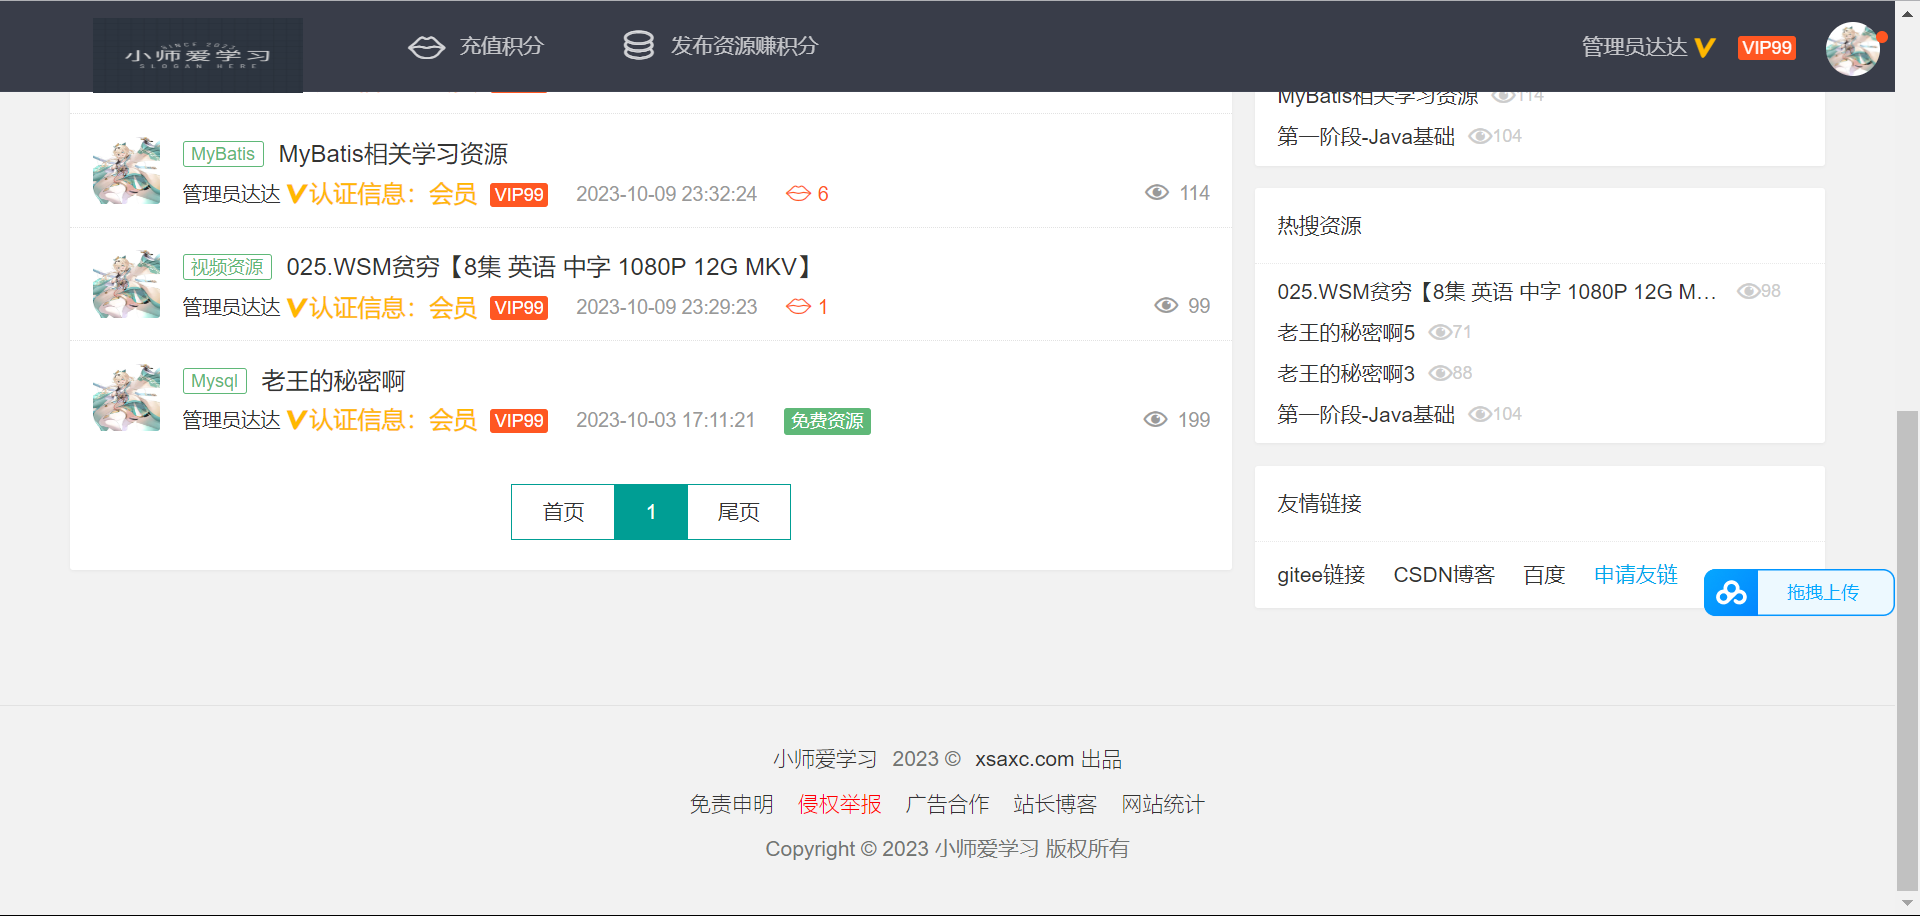 SINCE 2023
小师爱学习
SLOGAN HERE
充值积分
发布资源赚积分
管理员达达 VIP99
MyBatis MyBatis相关学习资源
管理员达达 V认证信息：会员 VIP99 2023-10-09 23:32:24 6 114
视频资源 025.WSM贫穷【8集 英语 中字 1080P 12G MKV】
管理员达达 V认证信息：会员 VIP99 2023-10-09 23:29:23 1 99
Mysql 老王的秘密啊
管理员达达 V认证信息：会员 VIP99 2023-10-03 17:11:21 免费资源 199
首页 1 尾页
MyBatis相关学习资源 114
第一阶段-Java基础 104
热搜资源
025.WSM贫穷【8集 英语 中字 1080P 12G M... 98
老王的秘密啊5 71
老王的秘密啊3 88
第一阶段-Java基础 104
友情链接
gitee链接 CSDN博客 百度 申请友链
拖拽上传
小师爱学习 2023 © xsaxc.com 出品
免责申明 侵权举报 广告合作 站长博客 网站统计
Copyright © 2023 小师爱学习 版权所有